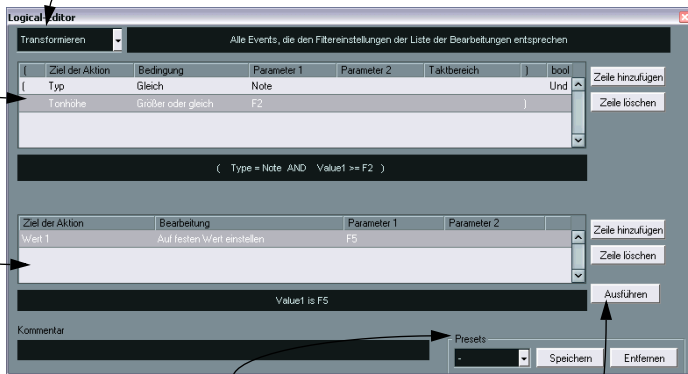 Logical-Editor
Transformieren
Alle Events, die den Filtereinstellungen der Liste der Bearbeitungen entsprechen
( Ziel der Aktion Bedingung Parameter 1 Parameter 2 Taktbereich ) bool
( Typ Gleich Note Und
Tonhöhe Größer oder gleich F2 )
Zeile hinzufügen
Zeile löschen
( Type = Note AND Value1 >= F2 )
Ziel der Aktion Bearbeitung Parameter 1 Parameter 2
Wert 1 Auf festen Wert einstellen F5
Zeile hinzufügen
Zeile löschen
Value1 is F5
Ausführen
Kommentar
Presets
- Speichern Entfernen